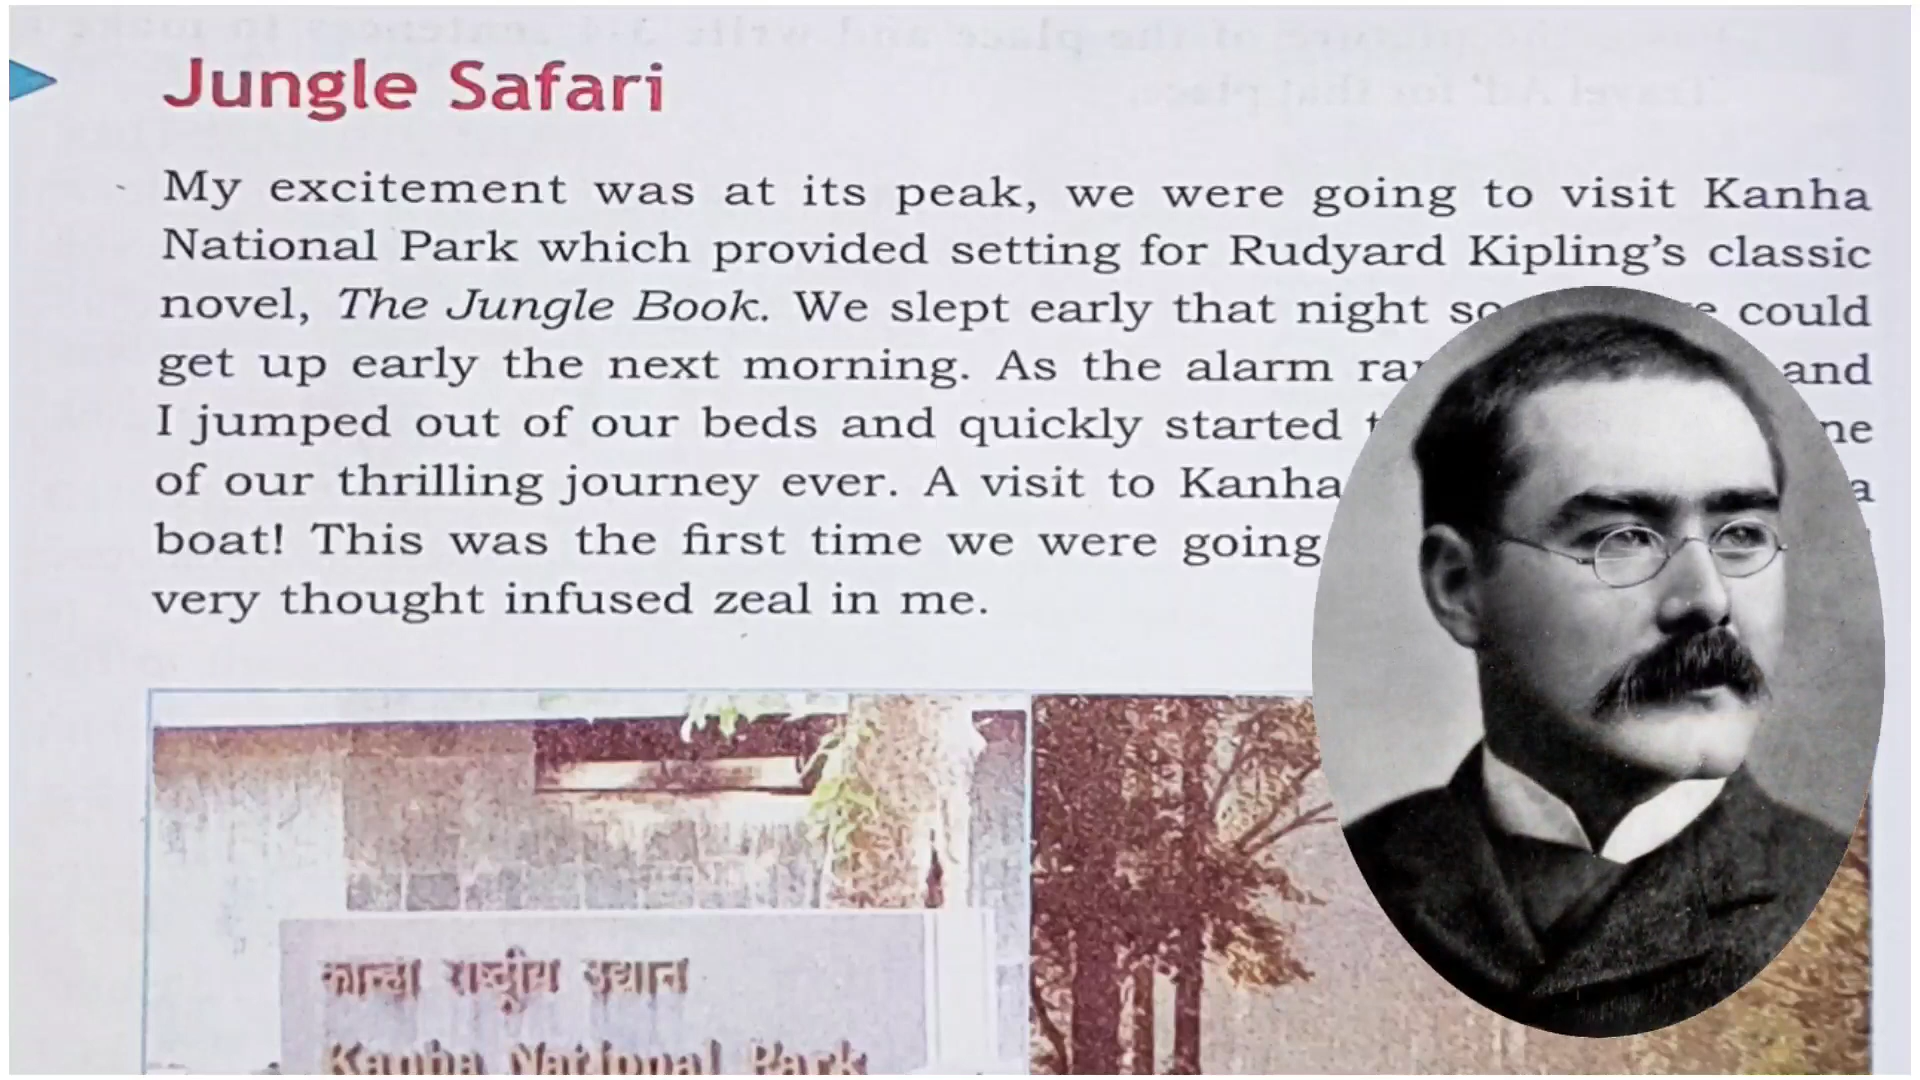 Jungle Safari
My excitement was at its peak, we were going to visit Kanha
National Park which provided setting for Rudyard Kipling's classic
novel, The Jungle Book. We slept early that night could
get up early the next morning. As the alarm and
I jumped out of our beds and quickly started
of our thrilling journey ever. A visit to Kanha a
boat! This was the first time we were going
very thought infused zeal in me.
कान्हा राष्ट्रीय उद्यान
Kanha National Park